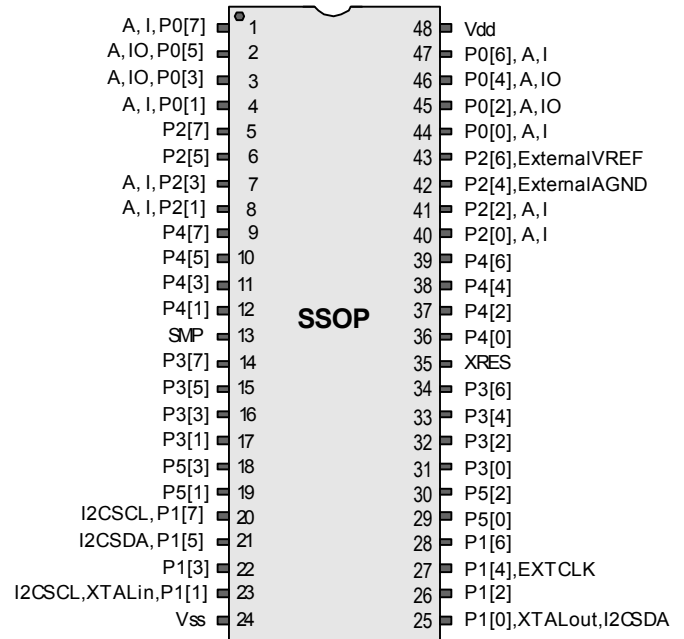 A, I, P0[7] 1 48 Vdd
A, IO, P0[5] 2 47 P0[6], A, I
A, IO, P0[3] 3 46 P0[4], A, IO
A, I, P0[1] 4 45 P0[2], A, IO
P2[7] 5 44 P0[0], A, I
P2[5] 6 43 P2[6], External VREF
A, I, P2[3] 7 42 P2[4], External AGND
A, I, P2[1] 8 41 P2[2], A, I
P4[7] 9 40 P2[0], A, I
P4[5] 10 39 P4[6]
P4[3] 11 38 P4[4]
P4[1] 12 37 P4[2]
SSOP
SMP 13 36 P4[0]
P3[7] 14 35 XRES
P3[5] 15 34 P3[6]
P3[3] 16 33 P3[4]
P3[1] 17 32 P3[2]
P5[3] 18 31 P3[0]
P5[1] 19 30 P5[2]
I2CSCL, P1[7] 20 29 P5[0]
I2CSDA, P1[5] 21 28 P1[6]
P1[3] 22 27 P1[4], EXTCLK
I2CSCL, XTALin, P1[1] 23 26 P1[2]
Vss 24 25 P1[0], XTALout, I2CSDA